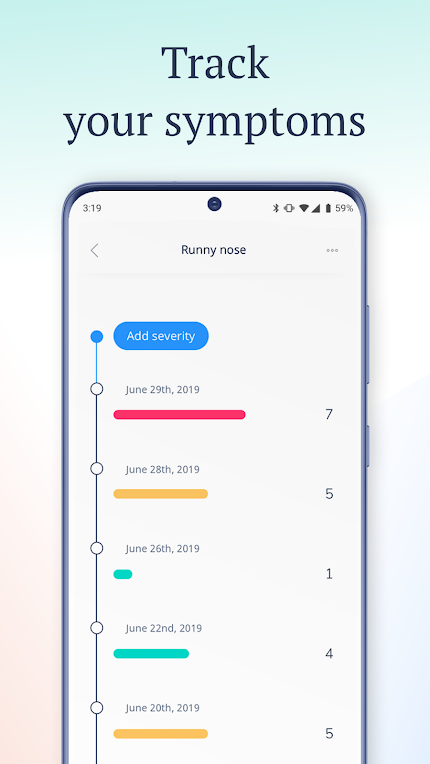 Track
your symptoms
3:19
59%
Runny nose
Add severity
June 29th, 2019
7
June 28th, 2019
5
June 26th, 2019
1
June 22nd, 2019
4
June 20th, 2019
5